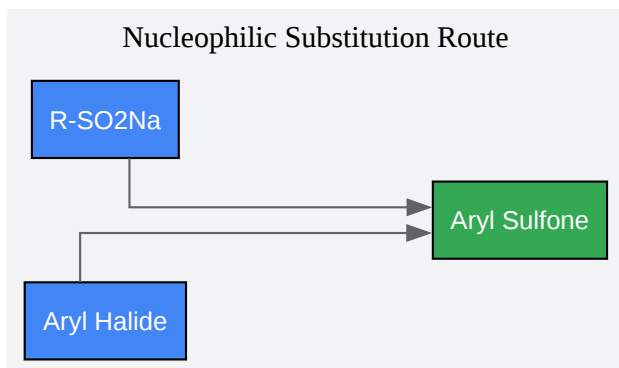 Nucleophilic Substitution Route
R-SO2Na
Aryl Sulfone
Aryl Halide